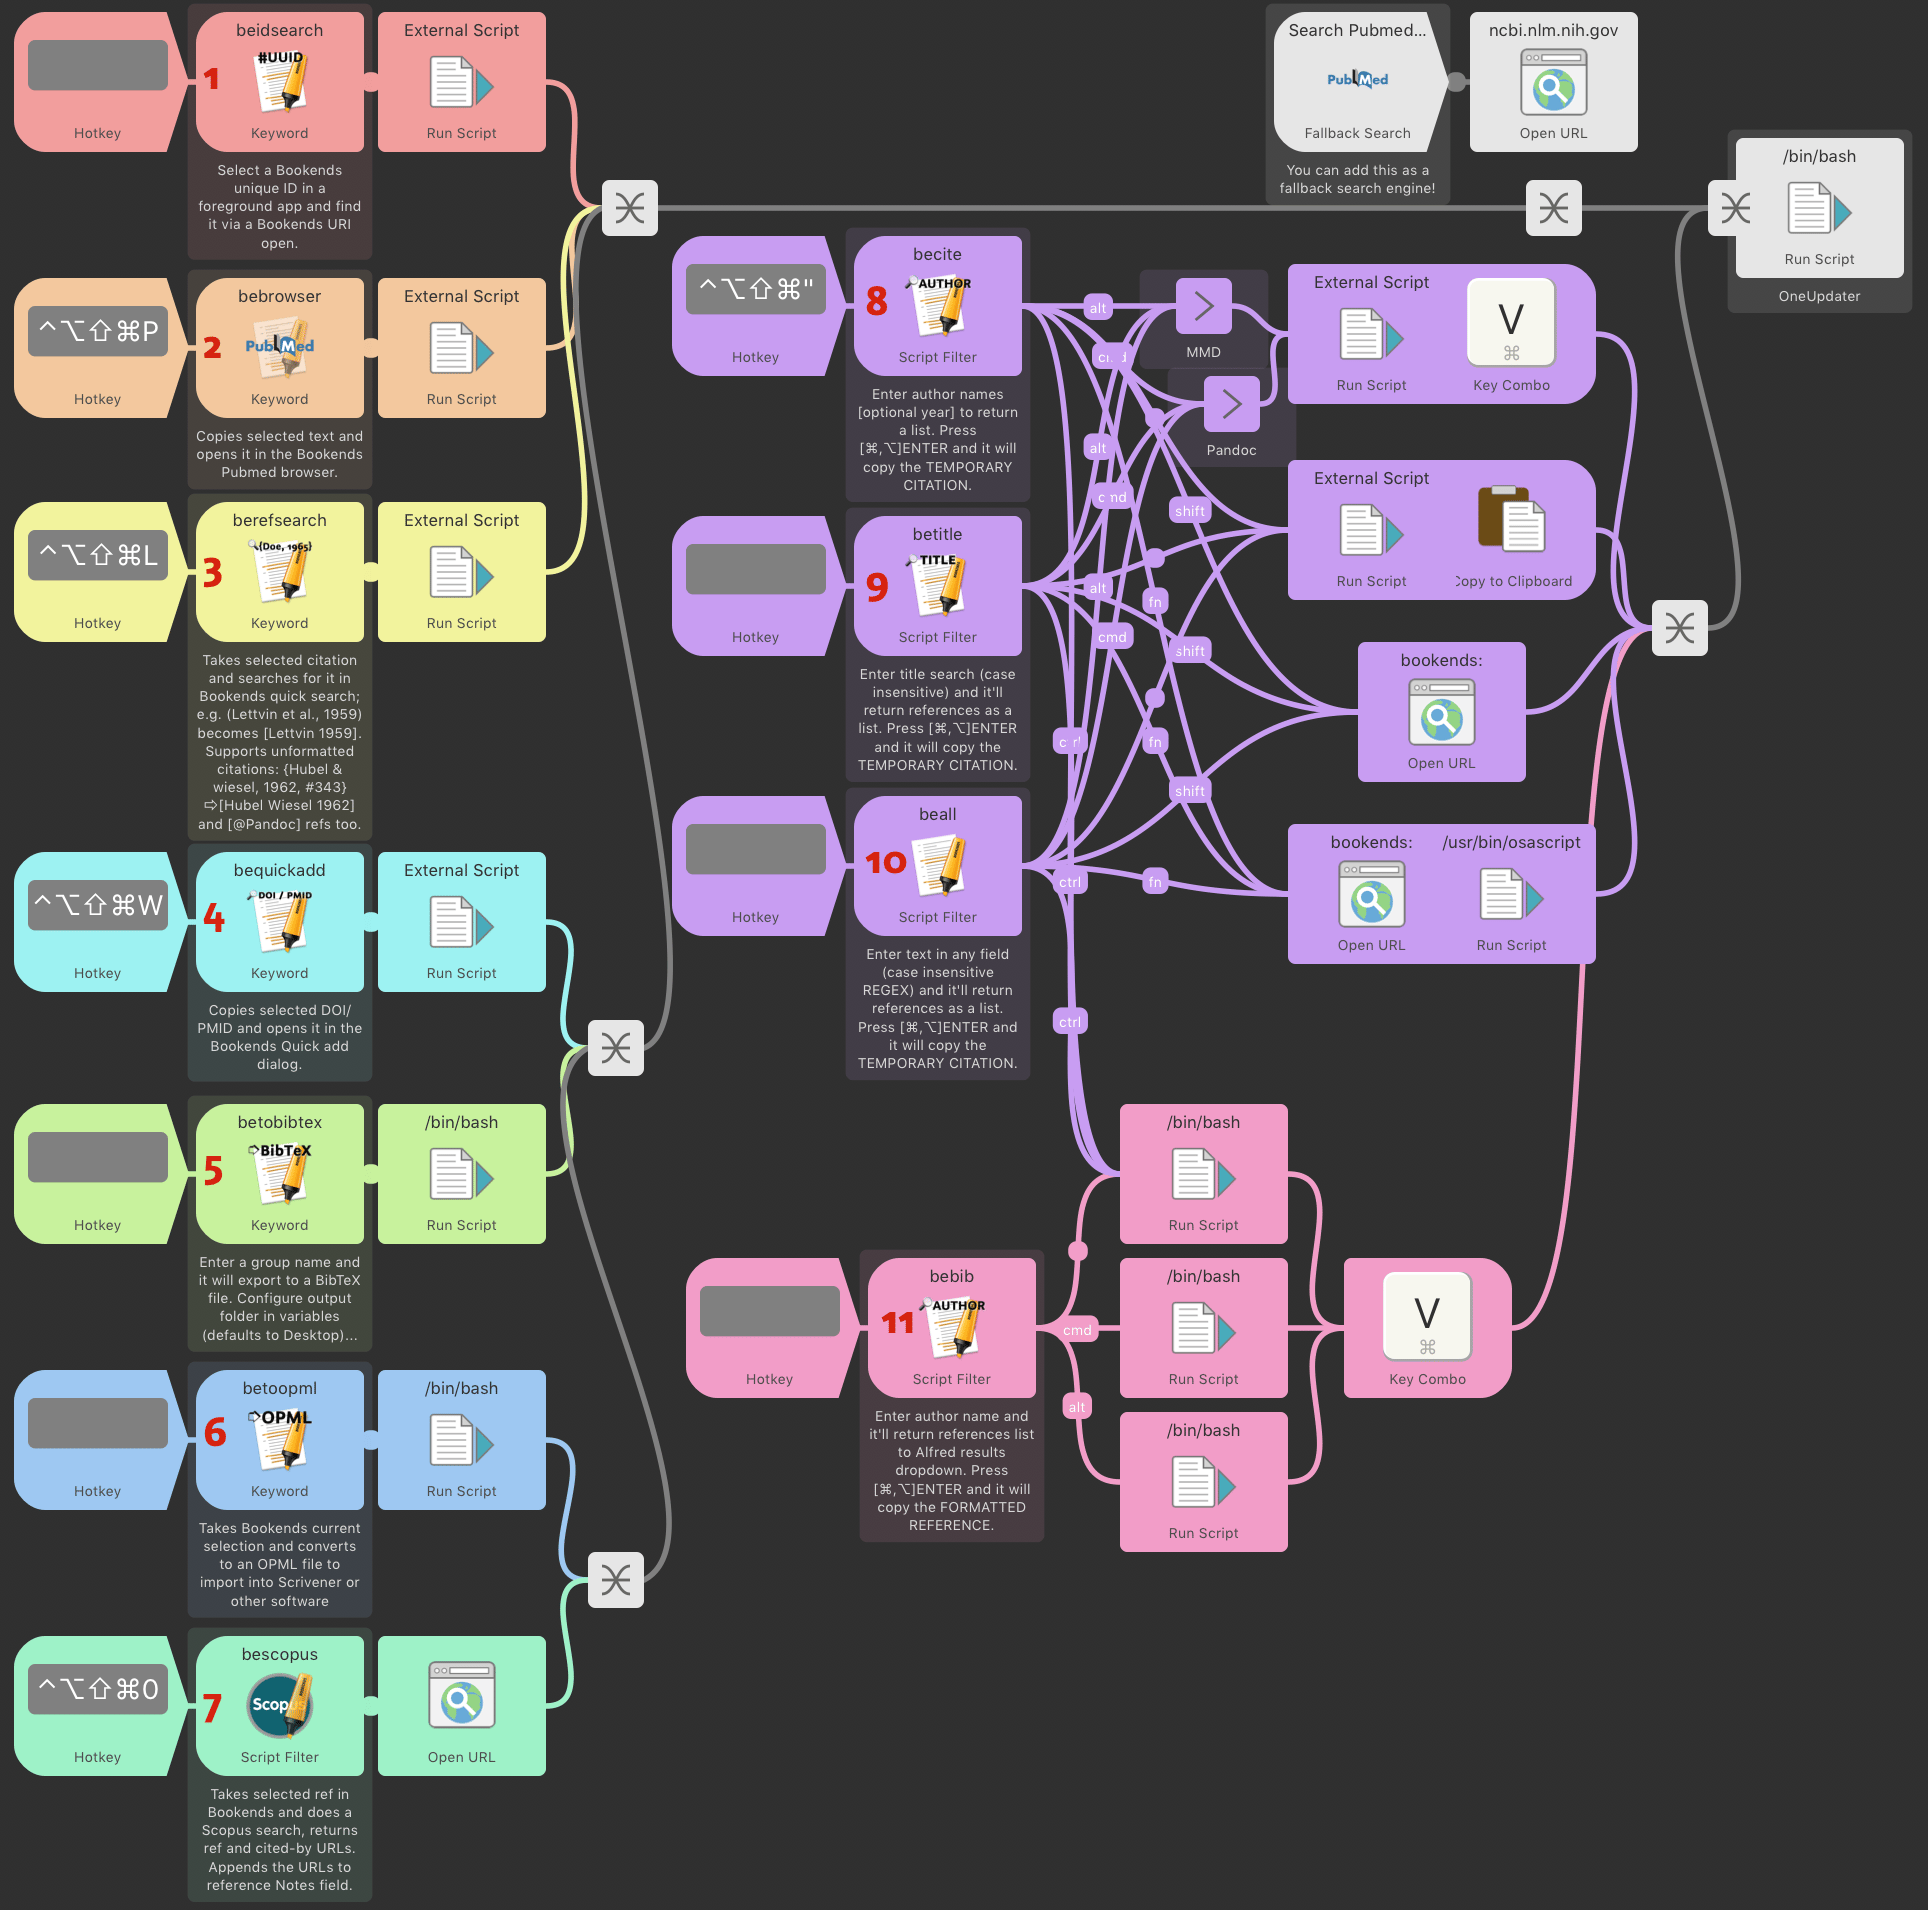 beidsearch
#UUID
1
Hotkey
Keyword
External Script
Run Script
Select a Bookends
unique ID in a
foreground app and find
it via a Bookends URI
open.
^⌥⇧⌘P
Hotkey
bebrowser
2
PubMed
Keyword
External Script
Run Script
Copies selected text and
opens it in the Bookends
Pubmed browser.
^⌥⇧⌘L
Hotkey
berefsearch
{Doe, 1965}
3
Keyword
External Script
Run Script
Takes selected citation
and searches for it in
Bookends quick search;
e.g. (Lettvin et al., 1959)
becomes [Lettvin 1959].
Supports unformatted
citations: {Hubel &
wiesel, 1962, #343}
⇨[Hubel Wiesel 1962]
and [@Pandoc] refs too.
^⌥⇧⌘W
Hotkey
bequickadd
DOI / PMID
4
Keyword
External Script
Run Script
Copies selected DOI/
PMID and opens it in the
Bookends Quick add
dialog.
Hotkey
betobibtex
⇨BibTeX
5
Keyword
/bin/bash
Run Script
Enter a group name and
it will export to a BibTeX
file. Configure output
folder in variables
(defaults to Desktop)...
Hotkey
betoopml
⇨OPML
6
Keyword
/bin/bash
Run Script
Takes Bookends current
selection and converts
to an OPML file to
import into Scrivener or
other software
^⌥⇧⌘0
Hotkey
bescopus
7
Scopus
Script Filter
Open URL
Takes selected ref in
Bookends and does a
Scopus search, returns
ref and cited-by URLs.
Appends the URLs to
reference Notes field.
Search Pubmed...
PubMed
Fallback Search
You can add this as a
fallback search engine!
ncbi.nlm.nih.gov
Open URL
/bin/bash
Run Script
OneUpdater
^⌥⇧⌘"
Hotkey
becite
AUTHOR
8
Script Filter
Enter author names
[optional year] to return
a list. Press
[⌘,⌥]ENTER and it will
copy the TEMPORARY
CITATION.
Hotkey
betitle
TITLE
9
Script Filter
Enter title search (case
insensitive) and it'll
return references as a
list. Press [⌘,⌥]ENTER
and it will copy the
TEMPORARY CITATION.
Hotkey
beall
10
Script Filter
Enter text in any field
(case insensitive
REGEX) and it'll return
references as a list.
Press [⌘,⌥]ENTER and
it will copy the
TEMPORARY CITATION.
alt
cmd
alt
cmd
shift
alt
fn
cmd
shift
ctrl
fn
shift
ctrl
fn
ctrl
MMD
Pandoc
External Script
Run Script
V
⌘
Key Combo
External Script
Run Script
Copy to Clipboard
bookends:
Open URL
bookends:
Open URL
/usr/bin/osascript
Run Script
Hotkey
bebib
AUTHOR
11
Script Filter
Enter author name and
it'll return references list
to Alfred results
dropdown. Press
[⌘,⌥]ENTER and it will
copy the FORMATTED
REFERENCE.
cmd
alt
/bin/bash
Run Script
/bin/bash
Run Script
/bin/bash
Run Script
V
⌘
Key Combo